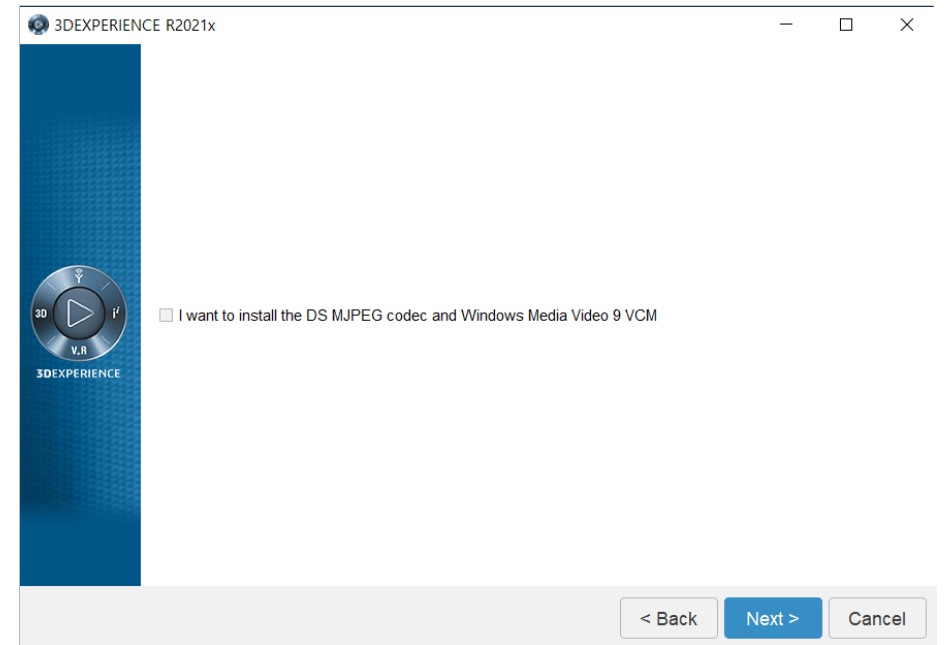 3DEXPERIENCE R2021x
3D
i
V.R
3DEXPERIENCE
I want to install the DS MJPEG codec and Windows Media Video 9 VCM
< Back
Next >
Cancel